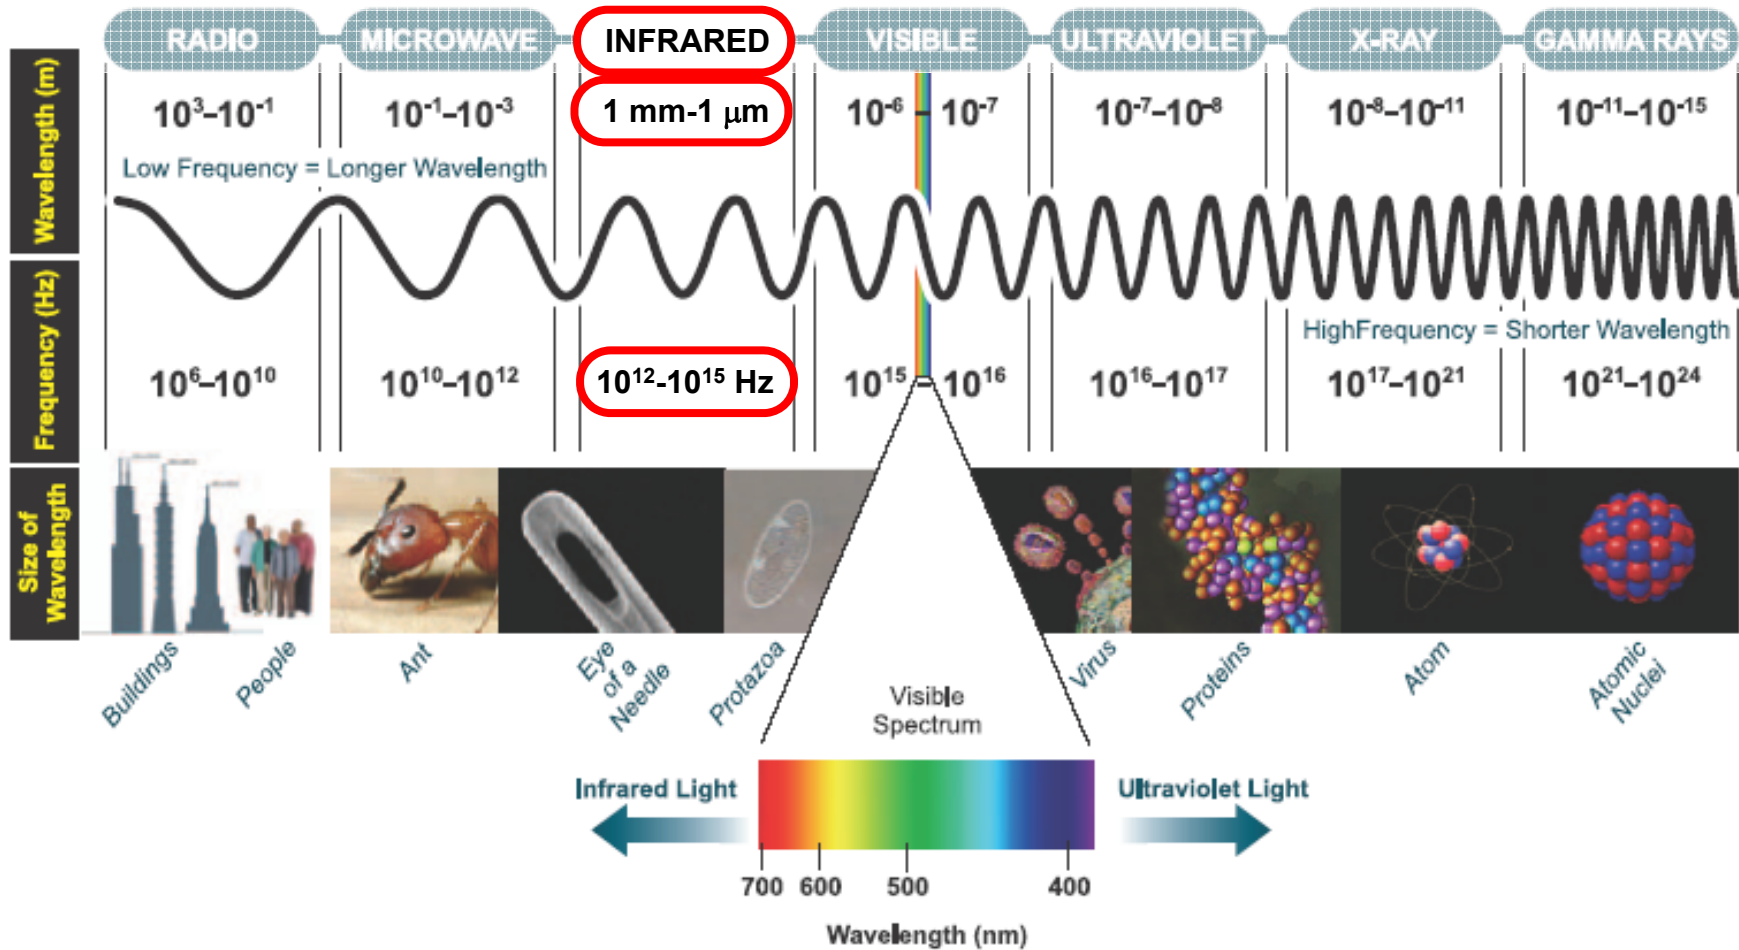 RADIO MICROWAVE INFRARED VISIBLE ULTRAVIOLET X-RAY GAMMA RAYS
Wavelength (m)
10³–10⁻¹ 10⁻¹–10⁻³ 1 mm-1 μm 10⁻⁶ – 10⁻⁷ 10⁻⁷–10⁻⁸ 10⁻⁸–10⁻¹¹ 10⁻¹¹–10⁻¹⁵
Low Frequency = Longer Wavelength
HighFrequency = Shorter Wavelength
Frequency (Hz)
10⁶–10¹⁰ 10¹⁰–10¹² 10¹²-10¹⁵ Hz 10¹⁵ – 10¹⁶ 10¹⁶–10¹⁷ 10¹⁷–10²¹ 10²¹–10²⁴
Size of
Wavelength
Buildings
People
Ant
Eye
of a
Needle
Protazoa
Virus
Proteins
Atom
Atomic
Nuclei
Visible
Spectrum
Infrared Light
Ultraviolet Light
700 600 500 400
Wavelength (nm)